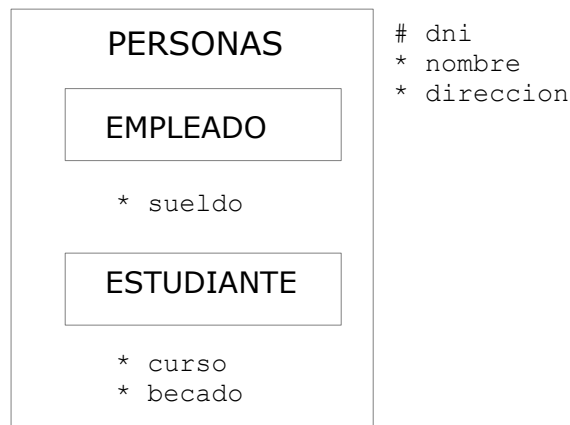 PERSONAS
# dni
* nombre
* direccion
EMPLEADO
* sueldo
ESTUDIANTE
* curso
* becado